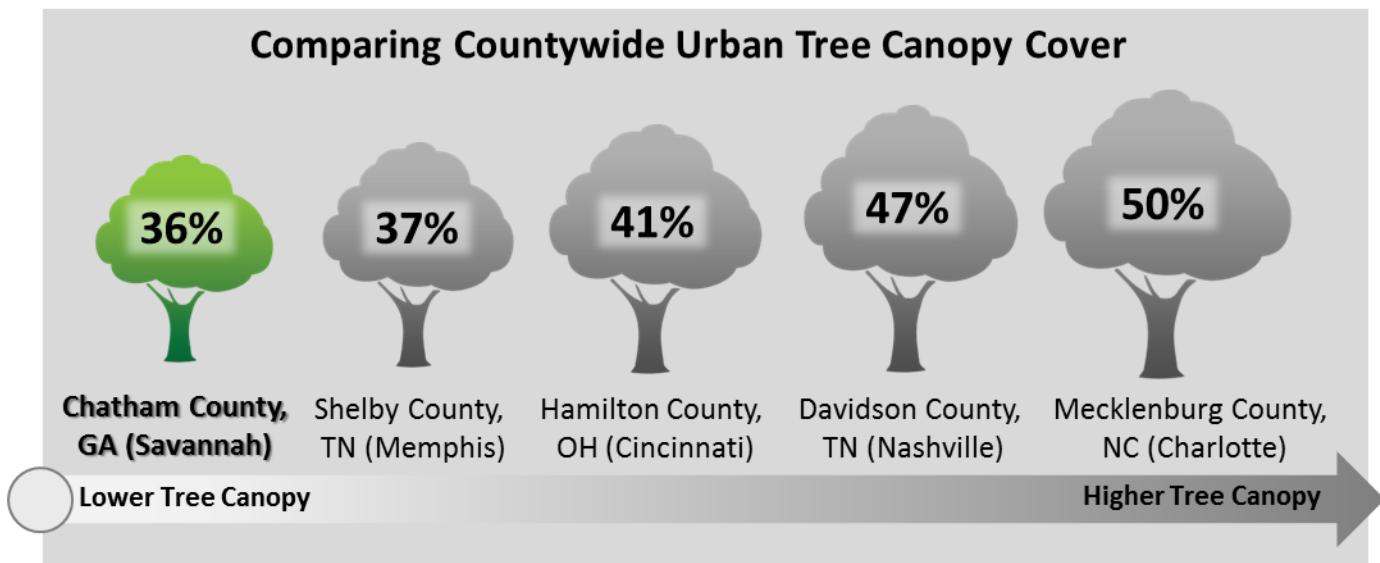 Comparing Countywide Urban Tree Canopy Cover
36%
37%
41%
47%
50%
Chatham County,
GA (Savannah)
Shelby County,
TN (Memphis)
Hamilton County,
OH (Cincinnati)
Davidson County,
TN (Nashville)
Mecklenburg County,
NC (Charlotte)
Lower Tree Canopy
Higher Tree Canopy